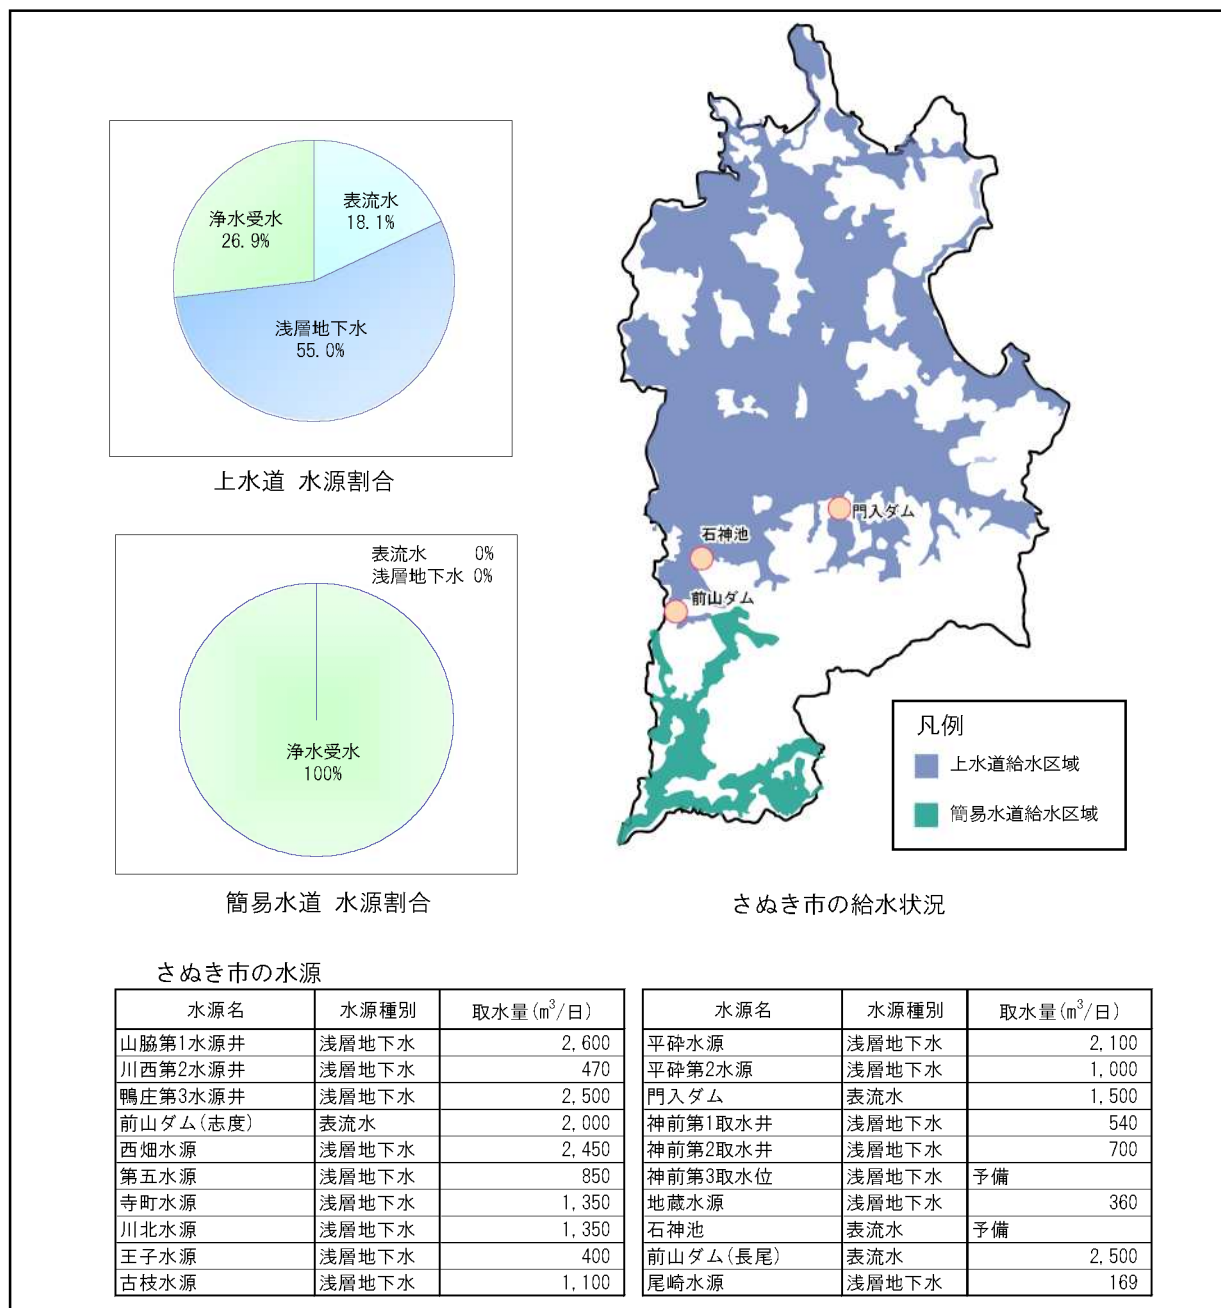 表流水
18.1%
浄水受水
26.9%
浅層地下水
55.0%
上水道 水源割合
表流水 0%
浅層地下水 0%
浄水受水
100%
簡易水道 水源割合
門入ダム
石神池
前山ダム
凡例
上水道給水区域
簡易水道給水区域
さぬき市の給水状況
さぬき市の水源
水源名 水源種別 取水量(m³/日)
山脇第1水源井 浅層地下水 2,600
川西第2水源井 浅層地下水 470
鴨庄第3水源井 浅層地下水 2,500
前山ダム(志度) 表流水 2,000
西畑水源 浅層地下水 2,450
第五水源 浅層地下水 850
寺町水源 浅層地下水 1,350
川北水源 浅層地下水 1,350
王子水源 浅層地下水 400
古枝水源 浅層地下水 1,100
水源名 水源種別 取水量(m³/日)
平砕水源 浅層地下水 2,100
平砕第2水源 浅層地下水 1,000
門入ダム 表流水 1,500
神前第1取水井 浅層地下水 540
神前第2取水井 浅層地下水 700
神前第3取水位 浅層地下水 予備
地蔵水源 浅層地下水 360
石神池 表流水 予備
前山ダム(長尾) 表流水 2,500
尾崎水源 浅層地下水 169